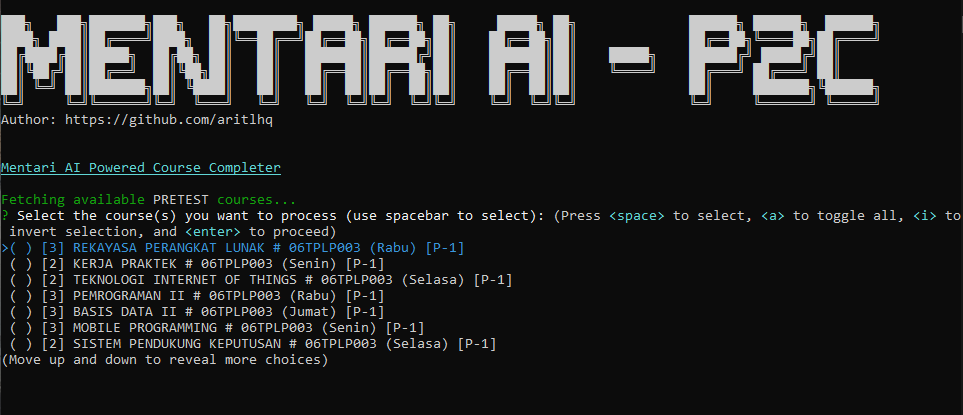 MENTARI AI - P2C
Author: https://github.com/aritlhq
Mentari AI Powered Course Completer
Fetching available PRETEST courses...
? Select the course(s) you want to process (use spacebar to select): (Press <space> to select, <a> to toggle all, <i> to
invert selection, and <enter> to proceed)
>( ) [3] REKAYASA PERANGKAT LUNAK # 06TPLP003 (Rabu) [P-1]
( ) [2] KERJA PRAKTEK # 06TPLP003 (Senin) [P-1]
( ) [2] TEKNOLOGI INTERNET OF THINGS # 06TPLP003 (Selasa) [P-1]
( ) [3] PEMROGRAMAN II # 06TPLP003 (Rabu) [P-1]
( ) [3] BASIS DATA II # 06TPLP003 (Jumat) [P-1]
( ) [3] MOBILE PROGRAMMING # 06TPLP003 (Senin) [P-1]
( ) [2] SISTEM PENDUKUNG KEPUTUSAN # 06TPLP003 (Selasa) [P-1]
(Move up and down to reveal more choices)